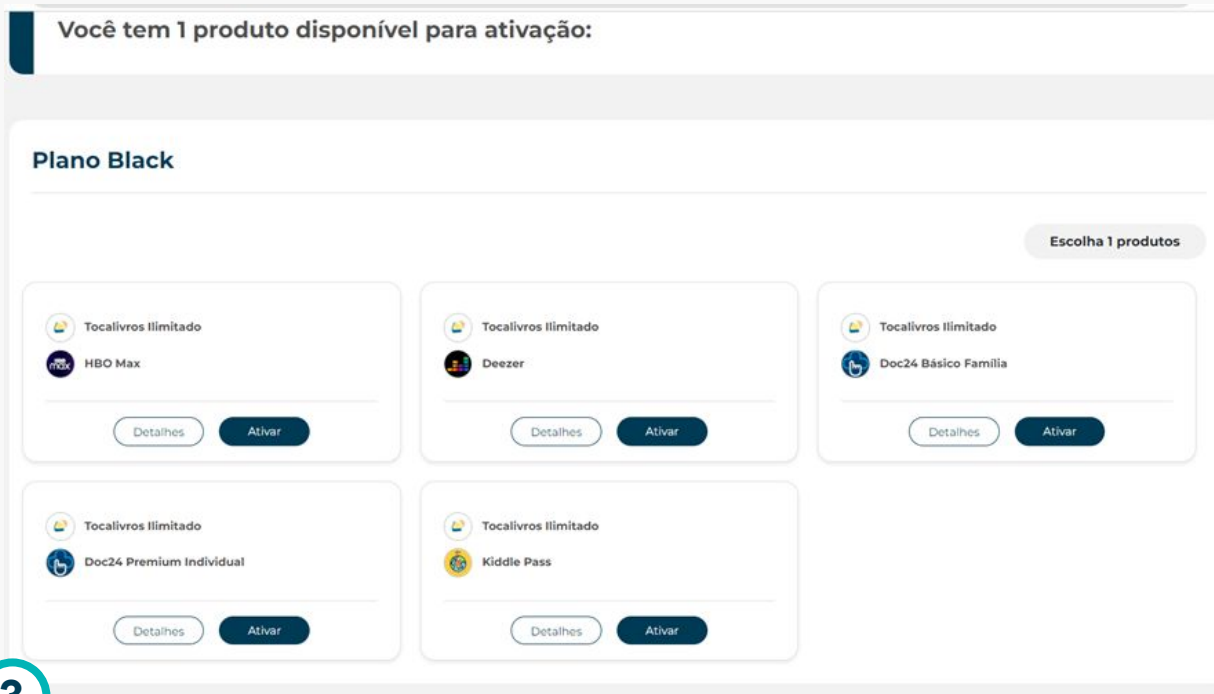 Você tem 1 produto disponível para ativação:
Plano Black
Escolha 1 produtos
Tocalivros Ilimitado
HBO Max
Detalhes
Ativar
Tocalivros Ilimitado
Deezer
Detalhes
Ativar
Tocalivros Ilimitado
Doc24 Básico Família
Detalhes
Ativar
Tocalivros Ilimitado
Doc24 Premium Individual
Detalhes
Ativar
Tocalivros Ilimitado
Kiddle Pass
Detalhes
Ativar